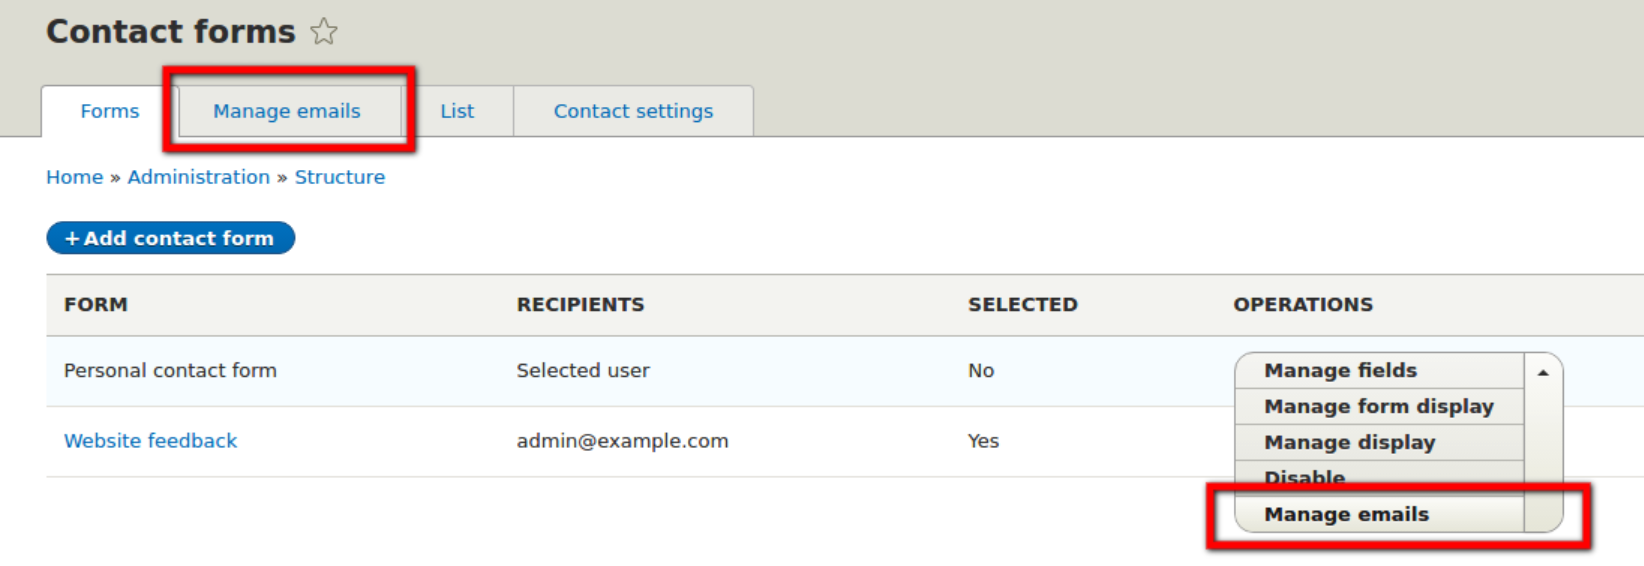 Contact forms
Forms Manage emails List Contact settings
Home » Administration » Structure
+ Add contact form
FORM RECIPIENTS SELECTED OPERATIONS
Personal contact form Selected user No Manage fields
Manage form display
Website feedback admin@example.com Yes Manage display
Disable
Manage emails